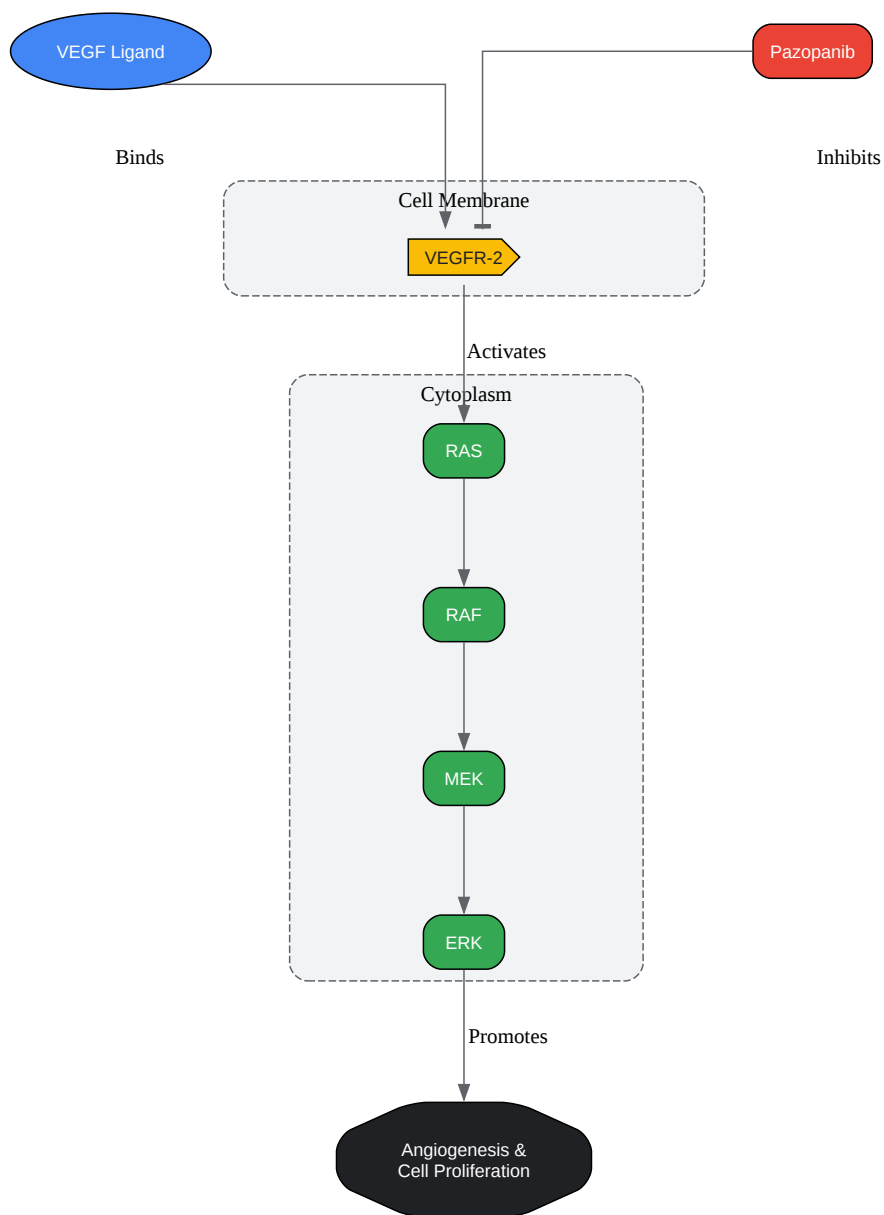 VEGF Ligand
Pazopanib
Binds
Inhibits
Cell Membrane
VEGFR-2
Activates
Cytoplasm
RAS
RAF
MEK
ERK
Promotes
Angiogenesis &
Cell Proliferation